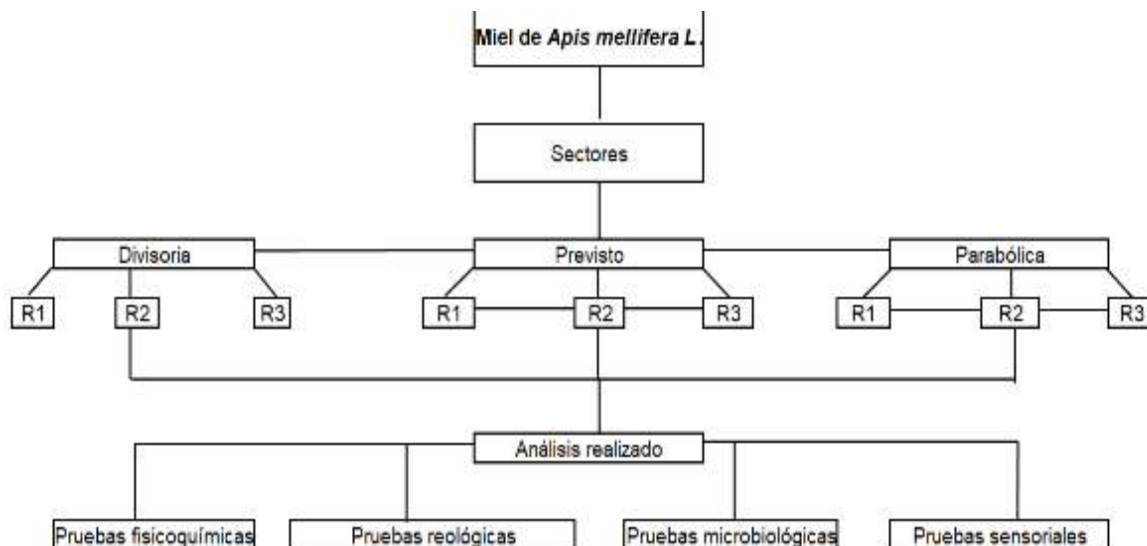 Miel de Apis mellifera L.
Sectores
Divisoria Previsto Parabólica
R1 R2 R3 R1 R2 R3 R1 R2 R3
Análisis realizado
Pruebas fisicoquímicas Pruebas reológicas Pruebas microbiológicas Pruebas sensoriales